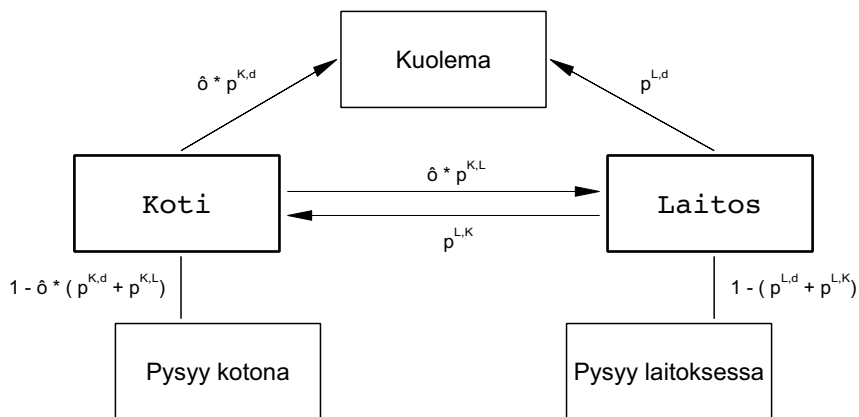 Kuolema
ô * p^{K,d}
p^{L,d}
Koti
ô * p^{K,L}
p^{L,K}
Laitos
1 - ô * ( p^{K,d} + p^{K,L})
1 - ( p^{L,d} + p^{L,K})
Pysyy kotona
Pysyy laitoksessa